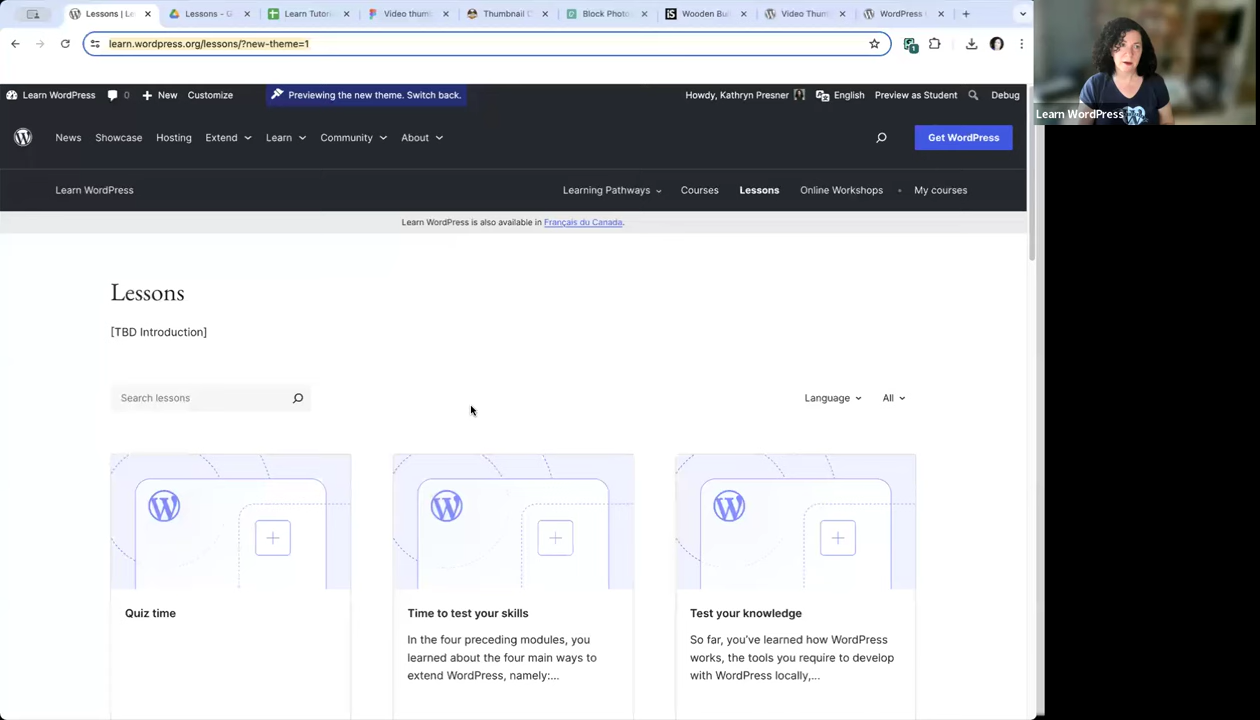 Lessons | Learn WordPress
Lessons - G
Learn Tutori
Video thum
Thumbnail C
Block Photo
Wooden Bu
Video Thum
WordPress
learn.wordpress.org/lessons/?new-theme=1
1
Learn WordPress
0
New
Customize
Previewing the new theme. Switch back.
Howdy, Kathryn Presner
English
Preview as Student
Debug
Learn WordPress
News
Showcase
Hosting
Extend
Learn
Community
About
Get WordPress
Learn WordPress
Learning Pathways
Courses
Lessons
Online Workshops
My courses
Learn WordPress is also available in Français du Canada.
Lessons
[TBD Introduction]
Search lessons
Language
All
Quiz time
Time to test your skills
In the four preceding modules, you
learned about the four main ways to
extend WordPress, namely:...
Test your knowledge
So far, you've learned how WordPress
works, the tools you require to develop
with WordPress locally,...